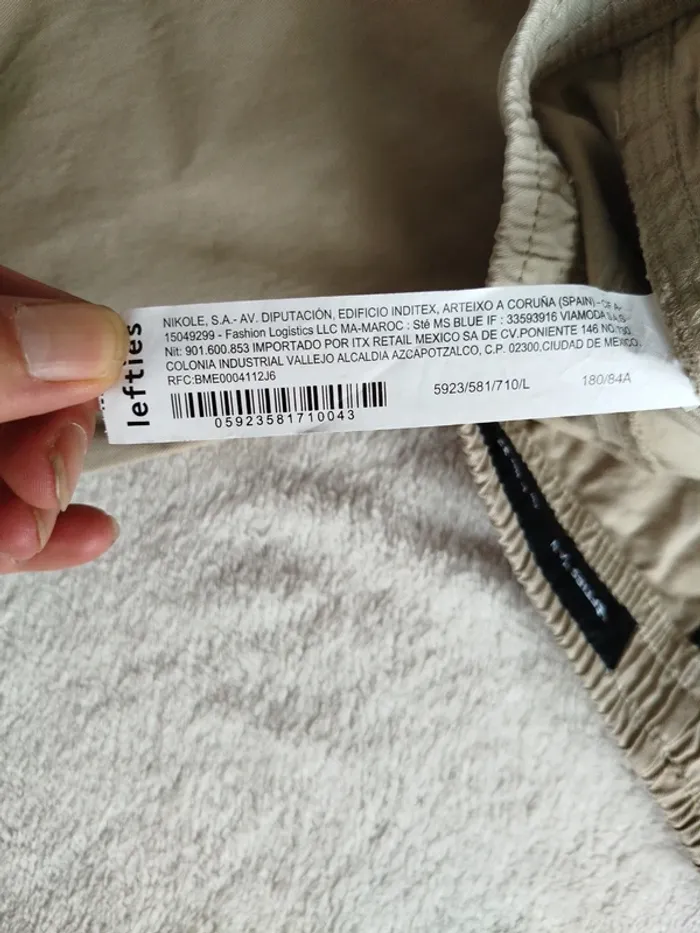 lefties
NIKOLE, S.A.- AV. DIPUTACIÓN, EDIFICIO INDITEX, ARTEIXO A CORUÑA (SPAIN)
15049299 - Fashion Logistics LLC MA-MAROC : Sté MS BLUE IF : 33593916 VIAMODA
Nit: 901.600.853 IMPORTADO POR ITX RETAIL MEXICO SA DE CV.PONIENTE 146 NO.
COLONIA INDUSTRIAL VALLEJO ALCALDIA AZCAPOTZALCO, C.P. 02300,CIUDAD DE MEXICO.
RFC:BME0004112J6
05923581710043
5923/581/710/L
180/84A